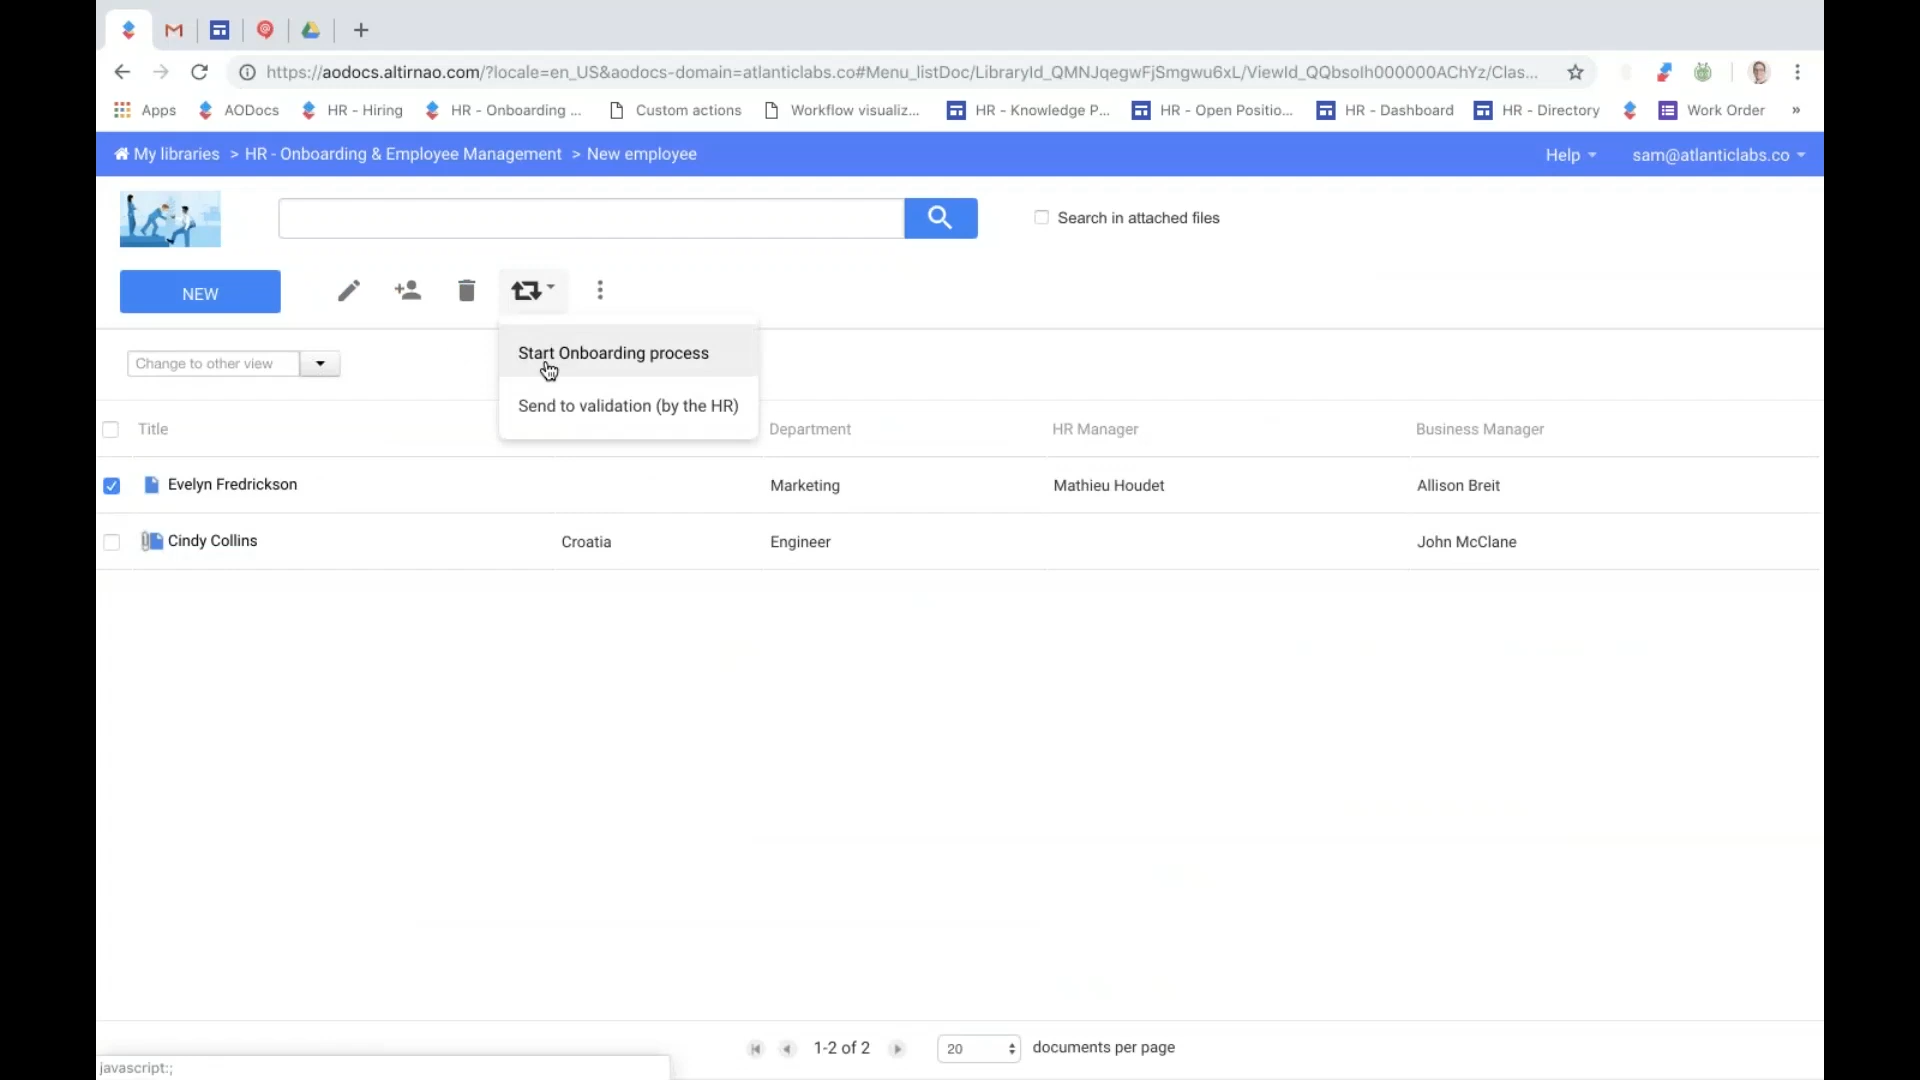 https://aodocs.altirnao.com/?locale=en_US&aodocs-domain=atlanticlabs.co#Menu_listDoc/LibraryId_QMNJqegwFjSmgwu6xL/ViewId_QQbsoIh000000AChYz/Clas...
Apps AODocs HR - Hiring HR - Onboarding ... Custom actions Workflow visualiz... HR - Knowledge P... HR - Open Positio... HR - Dashboard HR - Directory Work Order »
My libraries > HR - Onboarding & Employee Management > New employee Help sam@atlanticlabs.co
Search in attached files
NEW
Start Onboarding process
Change to other view
Send to validation (by the HR)
Title Department HR Manager Business Manager
Evelyn Fredrickson Marketing Mathieu Houdet Allison Breit
Cindy Collins Croatia Engineer John McClane
1-2 of 2 20 documents per page
javascript:;